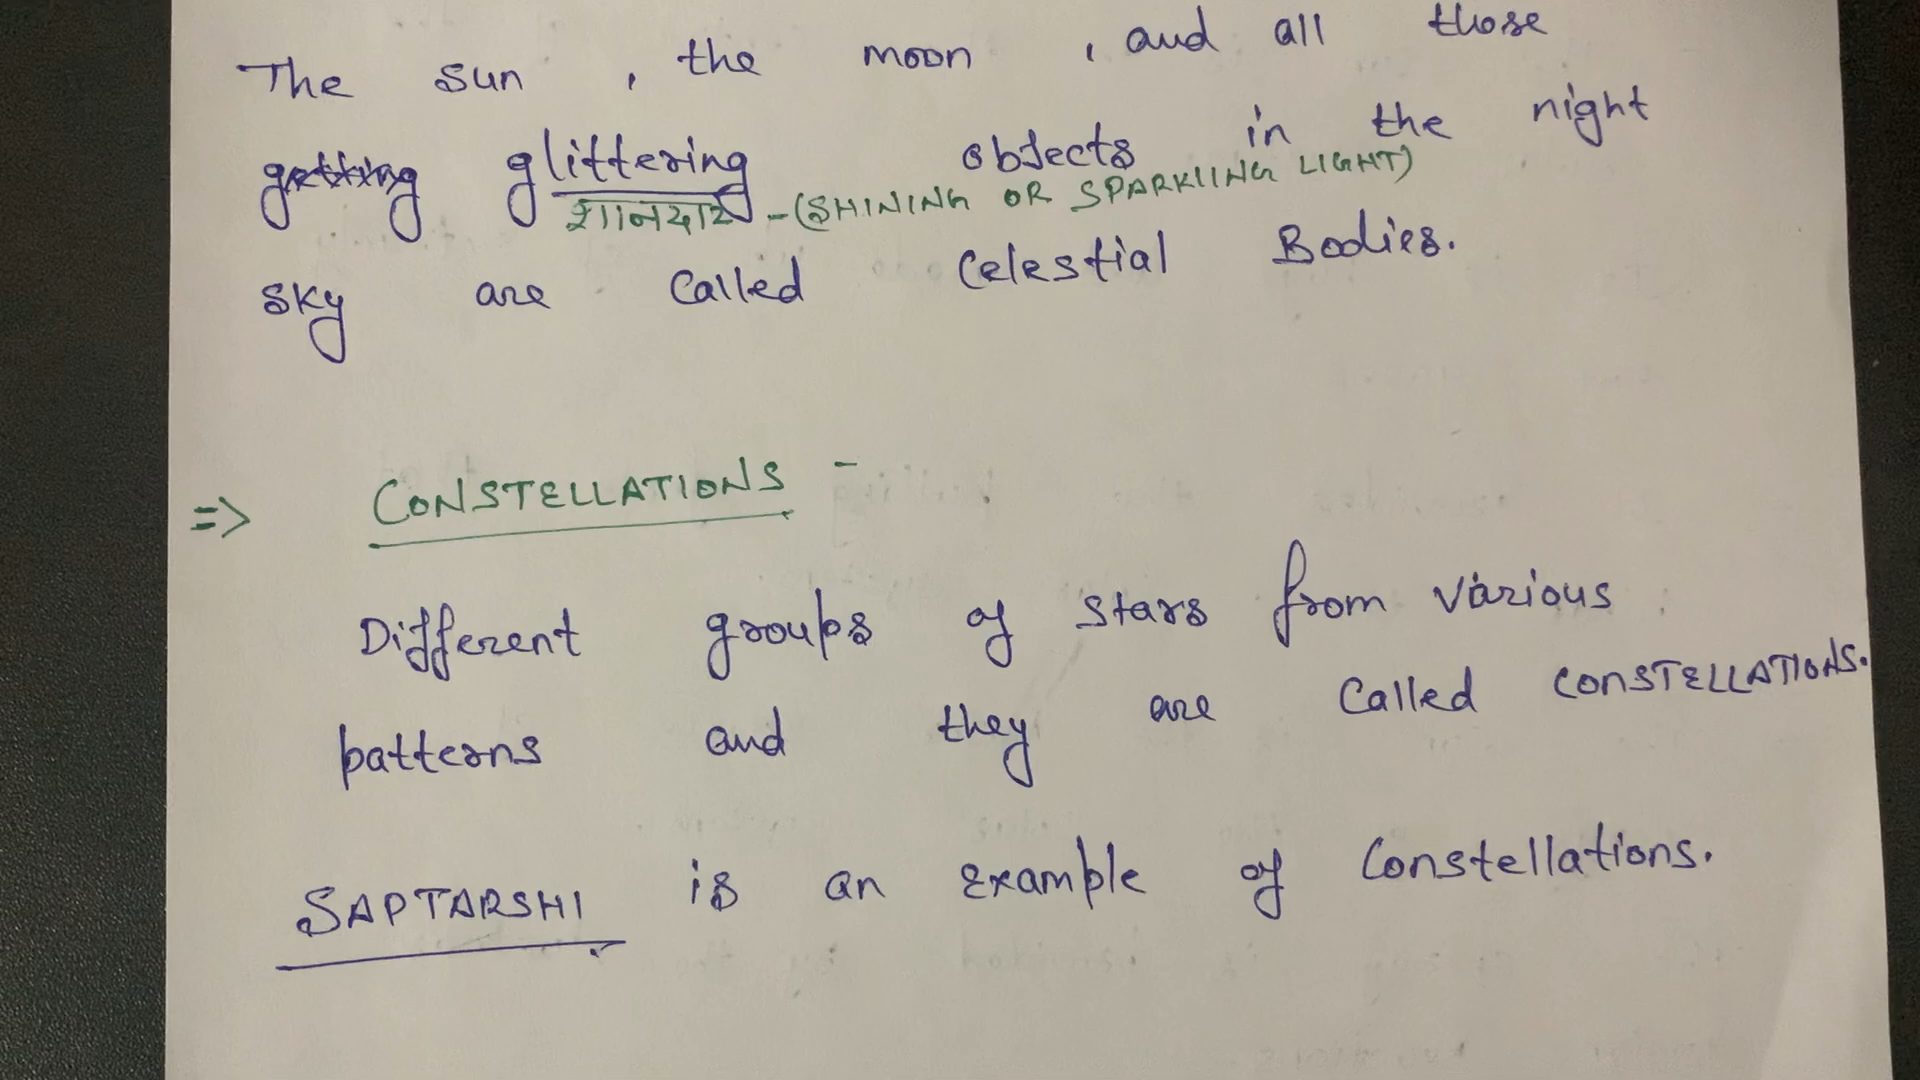 The sun, the moon, and all those
getting glittering objects in the night
शानदार -(SHINING OR SPARKLING LIGHT)
sky are called Celestial Bodies.
=> CONSTELLATIONS -
Different groups of stars from various
patterns and they are called CONSTELLATIONS.
SAPTARSHI is an example of Constellations.